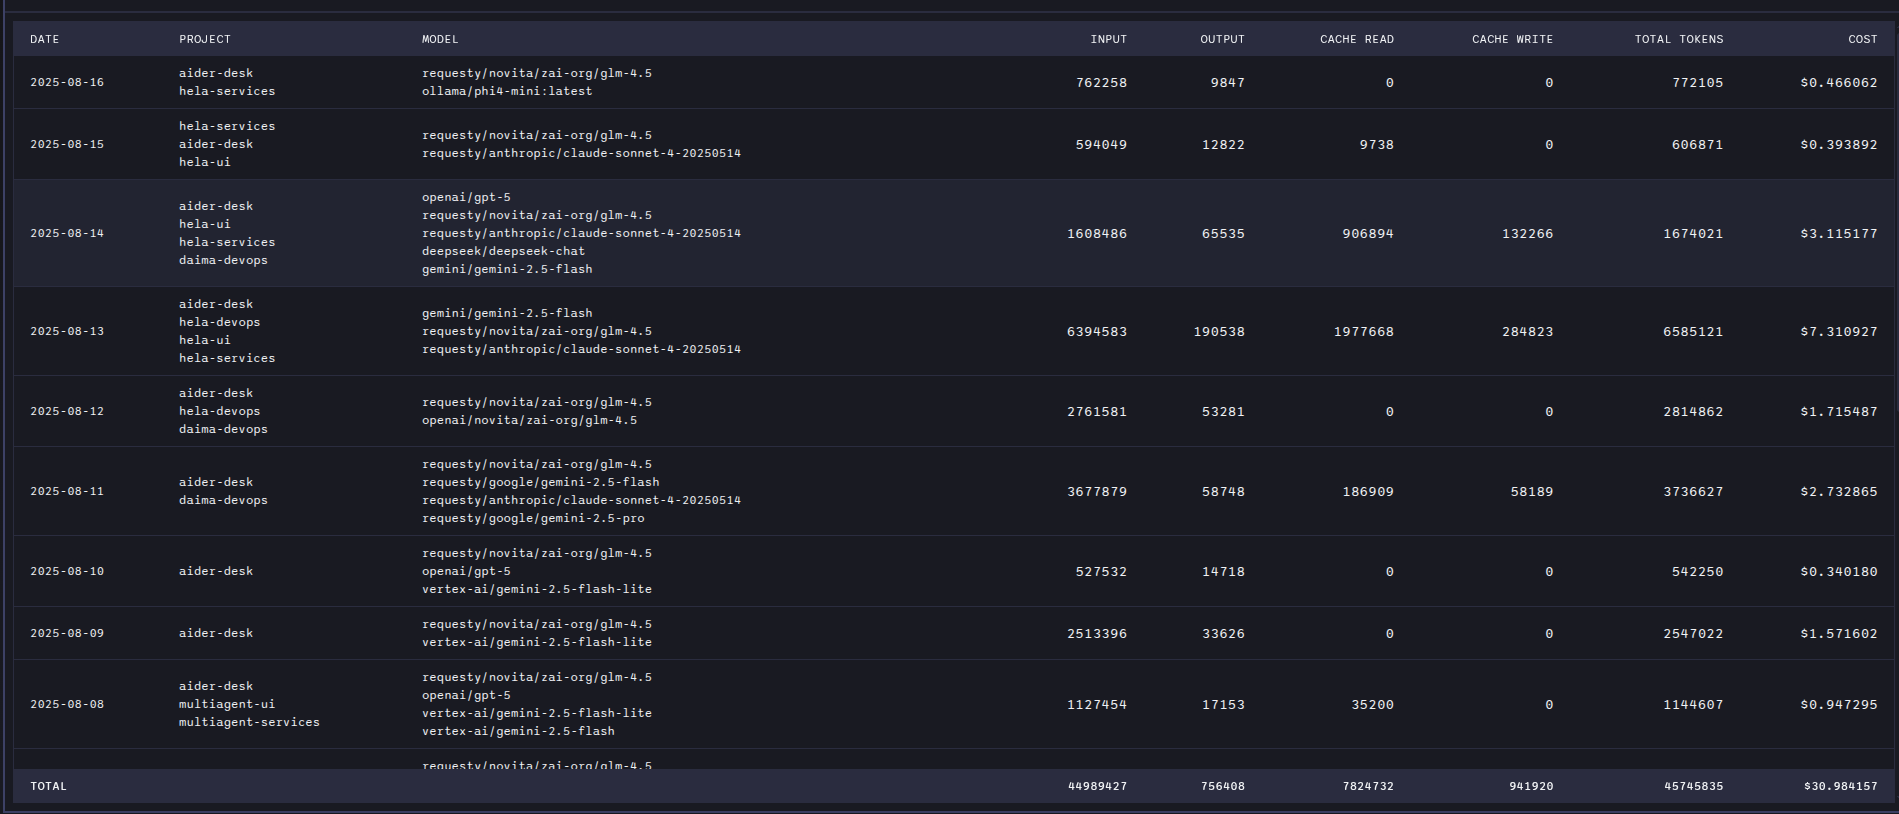 DATE PROJECT MODEL INPUT OUTPUT CACHE READ CACHE WRITE TOTAL TOKENS COST
2025-08-16 aider-desk requesty/novita/zai-org/glm-4.5 762258 9847 0 0 772105 $0.466062
hela-services ollama/phi4-mini:latest
2025-08-15 hela-services requesty/novita/zai-org/glm-4.5 594049 12822 9738 0 606871 $0.393892
aider-desk requesty/anthropic/claude-sonnet-4-20250514
hela-ui
2025-08-14 aider-desk openai/gpt-5 1608486 65535 906894 132266 1674021 $3.115177
hela-ui requesty/novita/zai-org/glm-4.5
hela-services requesty/anthropic/claude-sonnet-4-20250514
daima-devops deepseek/deepseek-chat
gemini/gemini-2.5-flash
2025-08-13 aider-desk gemini/gemini-2.5-flash 6394583 190538 1977668 284823 6585121 $7.310927
hela-devops requesty/novita/zai-org/glm-4.5
hela-ui requesty/anthropic/claude-sonnet-4-20250514
hela-services
2025-08-12 aider-desk requesty/novita/zai-org/glm-4.5 2761581 53281 0 0 2814862 $1.715487
hela-devops openai/novita/zai-org/glm-4.5
daima-devops
2025-08-11 aider-desk requesty/novita/zai-org/glm-4.5 3677879 58748 186909 58189 3736627 $2.732865
daima-devops requesty/google/gemini-2.5-flash
requesty/anthropic/claude-sonnet-4-20250514
requesty/google/gemini-2.5-pro
2025-08-10 aider-desk requesty/novita/zai-org/glm-4.5 527532 14718 0 0 542250 $0.340180
openai/gpt-5
vertex-ai/gemini-2.5-flash-lite
2025-08-09 aider-desk requesty/novita/zai-org/glm-4.5 2513396 33626 0 0 2547022 $1.571602
vertex-ai/gemini-2.5-flash-lite
2025-08-08 aider-desk requesty/novita/zai-org/glm-4.5 1127454 17153 35200 0 1144607 $0.947295
multiagent-ui openai/gpt-5
multiagent-services vertex-ai/gemini-2.5-flash-lite
vertex-ai/gemini-2.5-flash
requesty/novita/zai-org/glm-4.5
TOTAL 44989427 756408 7824732 941920 45745835 $30.984157